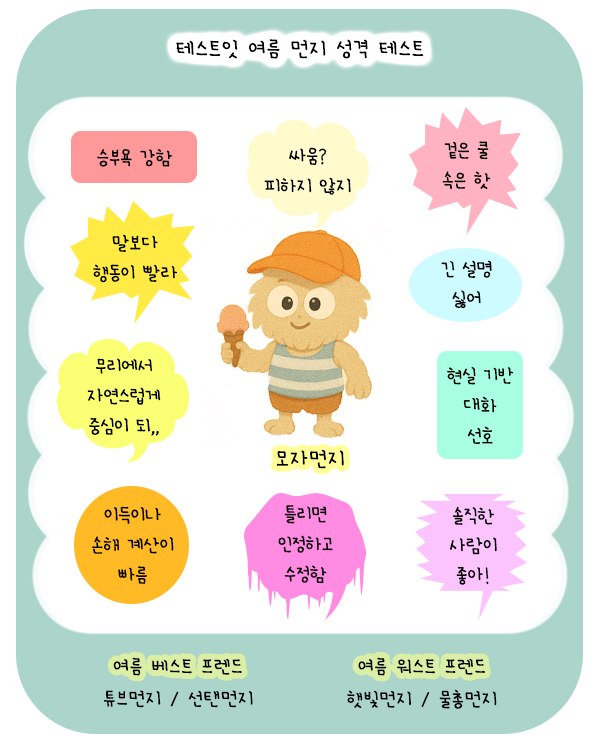 테스트잇 여름 먼지 성격 테스트
승부욕 강함
싸움?
피하지 않지
겉은 쿨
속은 핫
말보다
행동이 빨라
긴 설명
싫어
무리에서
자연스럽게
중심이 되,,
현실 기반
대화
선호
모자먼지
이득이나
손해 계산이
빠름
틀리면
인정하고
수정함
솔직한
사람이
좋아!
여름 베스트 프렌드
튜브먼지 / 선탠먼지
여름 워스트 프렌드
햇빛먼지 / 물총먼지